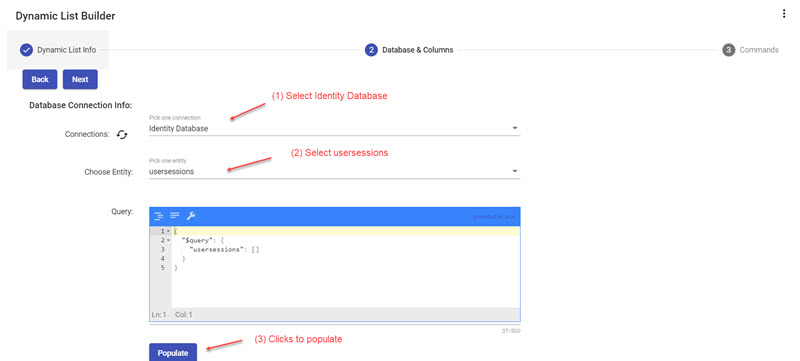 Dynamic List Builder
Dynamic List Info
2 Database & Columns
3 Commands
Back Next
Database Connection Info:
(1) Select Identity Database
Pick one connection
Connections: Identity Database
(2) Select usersessions
Pick one entity
Choose Entity: usersessions
Query:
powered by ace
1 {
2 "$query": {
3 "usersessions": []
4 }
5 }
Ln: 1 Col: 1
37/500
(3) Clicks to populate
Populate